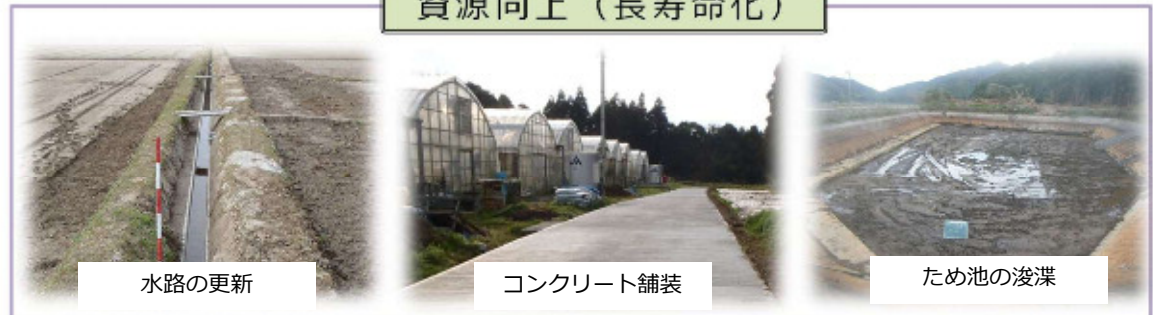 資源向上（長寿命化）
水路の更新
コンクリート舗装
ため池の浚渫